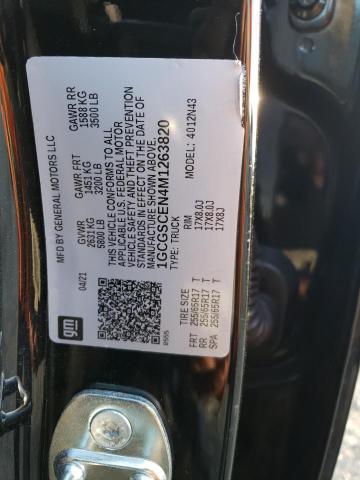 MFD BY GENERAL MOTORS LLC
04/21
GVWR GAWR FRT GAWR RR
2631 KG 1451 KG 1588 KG
5800 LB 3200 LB 3500 LB
THIS VEHICLE CONFORMS TO ALL
APPLICABLE U.S. FEDERAL MOTOR
VEHICLE SAFETY AND THEFT PREVENTION
STANDARDS IN EFFECT ON THE DATE OF
MANUFACTURE SHOWN ABOVE.
1GCGSCEN4M1263820
TYPE: TRUCK MODEL: 4O12N43
gm
TIRE SIZE RIM
FRT 255/65R17 T 17X8.0J
RR 255/65R17 T 17X8.0J
SPA 255/65R17 T 17X8J